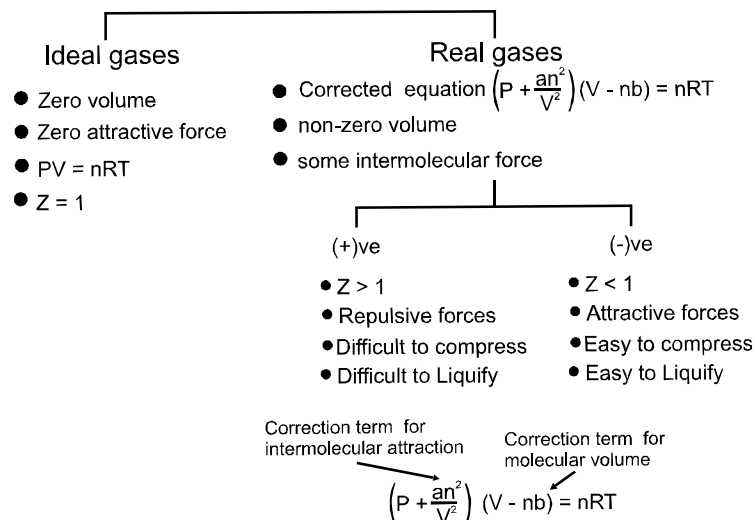 Ideal gases
● Zero volume
● Zero attractive force
● PV = nRT
● Z = 1
Real gases
● Corrected equation (P + an²/V²) (V - nb) = nRT
● non-zero volume
● some intermolecular force
(+)ve
● Z > 1
● Repulsive forces
● Difficult to compress
● Difficult to Liquify
(-)ve
● Z < 1
● Attractive forces
● Easy to compress
● Easy to Liquify
Correction term for
intermolecular attraction
Correction term for
molecular volume
(P + an²/V²) (V - nb) = nRT